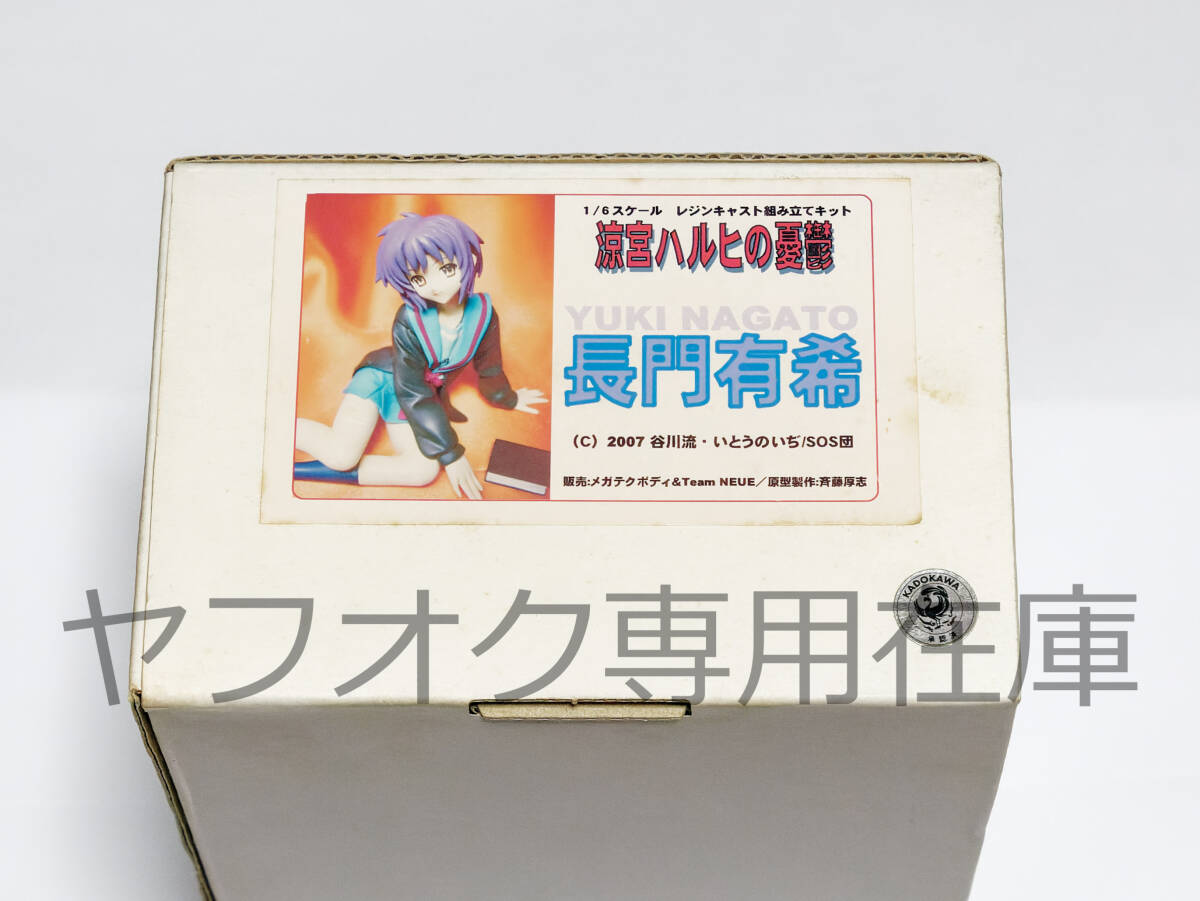 1/6スケール レジンキャスト組み立てキット
涼宮ハルヒの憂鬱
YUKI NAGATO
長門有希
(C) 2007 谷川流・いとうのいぢ/SOS団
販売:メガテクボディ&Team NEUE／原型製作:斉藤厚志
KADOKAWA
承認済
ヤフオク専用在庫